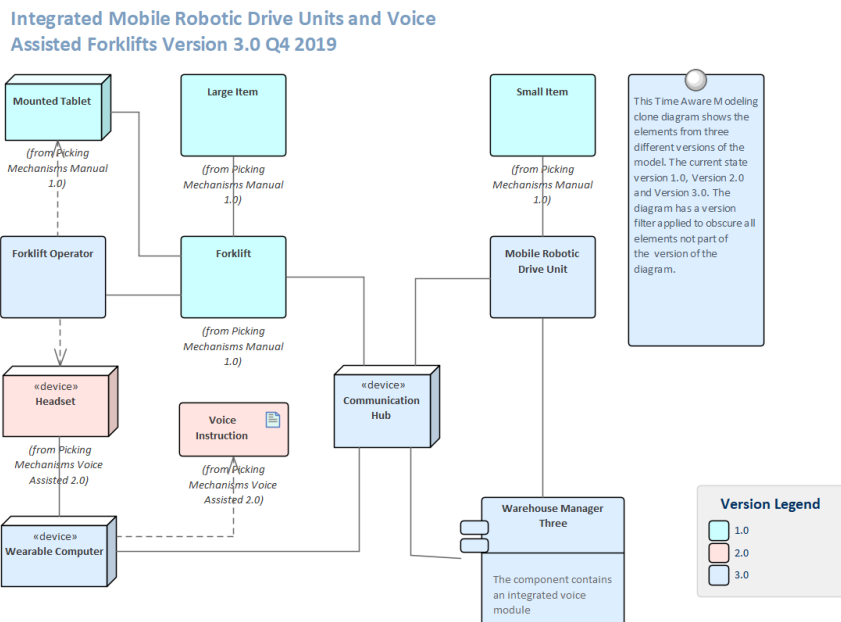 Integrated Mobile Robotic Drive Units and Voice
Assisted Forklifts Version 3.0 Q4 2019
Mounted Tablet
(from Picking
Mechanisms Manual
1.0)
Large Item
(from Picking
Mechanisms Manual
1.0)
Small Item
(from Picking
Mechanisms Manual
1.0)
This Time Aware Modeling
clone diagram shows the
elements from three
different versions of the
model. The current state
version 1.0, Version 2.0
and Version 3.0. The
diagram has a version
filter applied to obscure all
elements not part of
the version of the
diagram.
Forklift Operator
Forklift
(from Picking
Mechanisms Manual
1.0)
Mobile Robotic
Drive Unit
«device»
Headset
(from Picking
Mechanisms Voice
Assisted 2.0)
Voice
Instruction
(from Picking
Mechanisms Voice
Assisted 2.0)
«device»
Communication
Hub
«device»
Wearable Computer
Warehouse Manager
Three
The component contains
an integrated voice
module
Version Legend
1.0
2.0
3.0